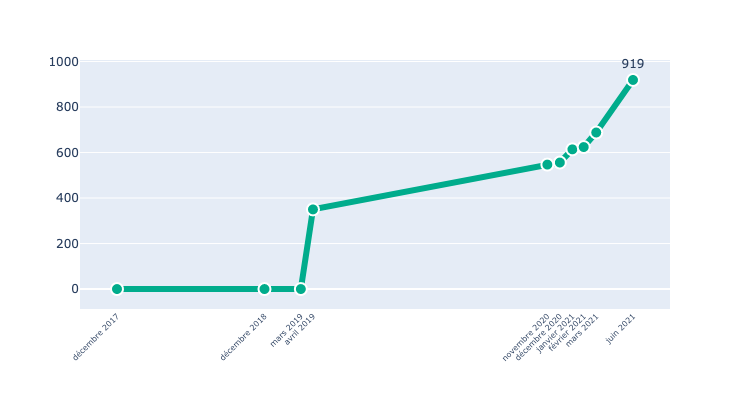 1000
800
600
400
200
0
919
décembre 2017
décembre 2018
mars 2019
avril 2019
novembre 2020
décembre 2020
janvier 2021
février 2021
mars 2021
juin 2021